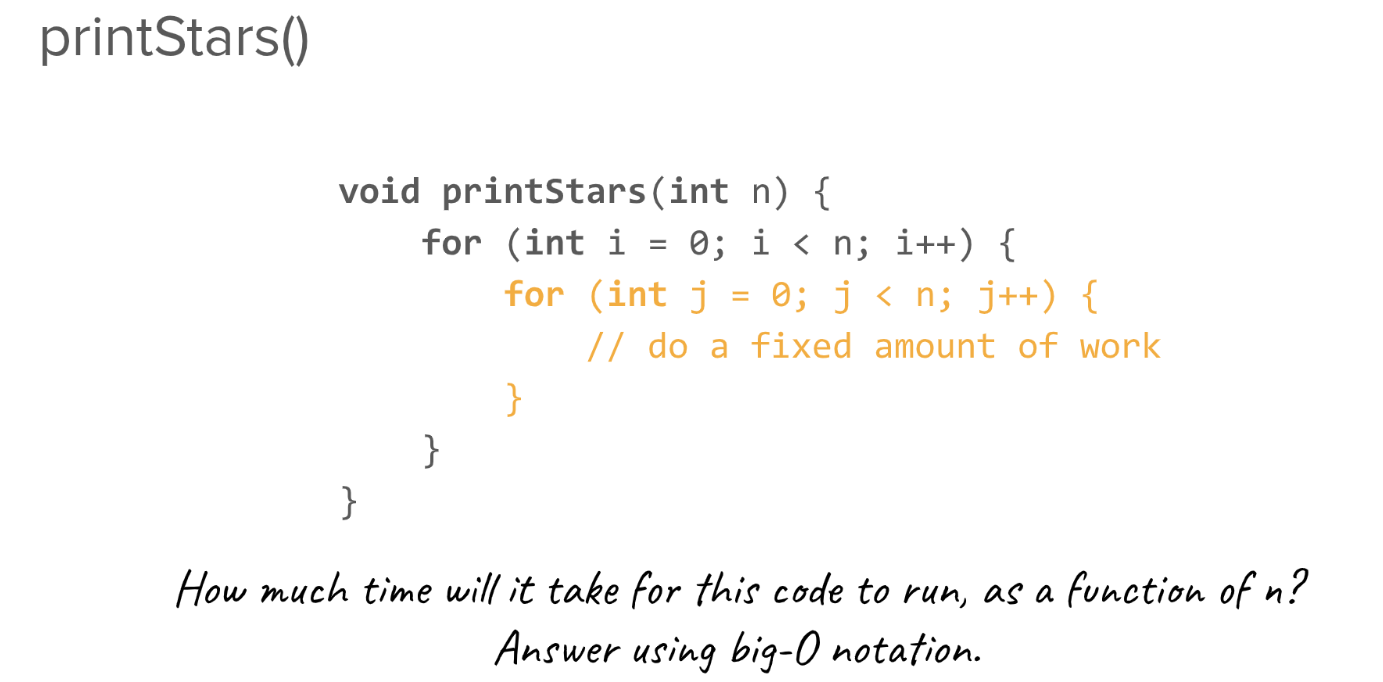 printStars()
void printStars(int n) {
for (int i = 0; i < n; i++) {
for (int j = 0; j < n; j++) {
// do a fixed amount of work
}
}
}
How much time will it take for this code to run, as a function of n?
Answer using big-O notation.